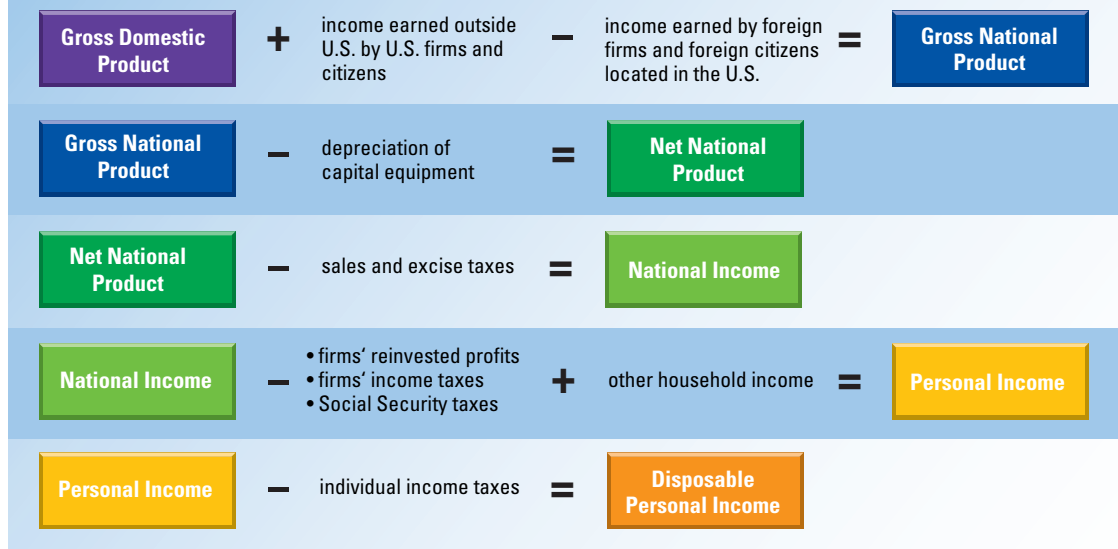 Gross Domestic
Product
+
income earned outside
U.S. by U.S. firms and
citizens
–
income earned by foreign
firms and foreign citizens
located in the U.S.
=
Gross National
Product
Gross National
Product
–
depreciation of
capital equipment
=
Net National
Product
Net National
Product
–
sales and excise taxes
=
National Income
National Income
–
• firms‘ reinvested profits
• firms‘ income taxes
• Social Security taxes
+
other household income
=
Personal Income
Personal Income
–
individual income taxes
=
Disposable
Personal Income